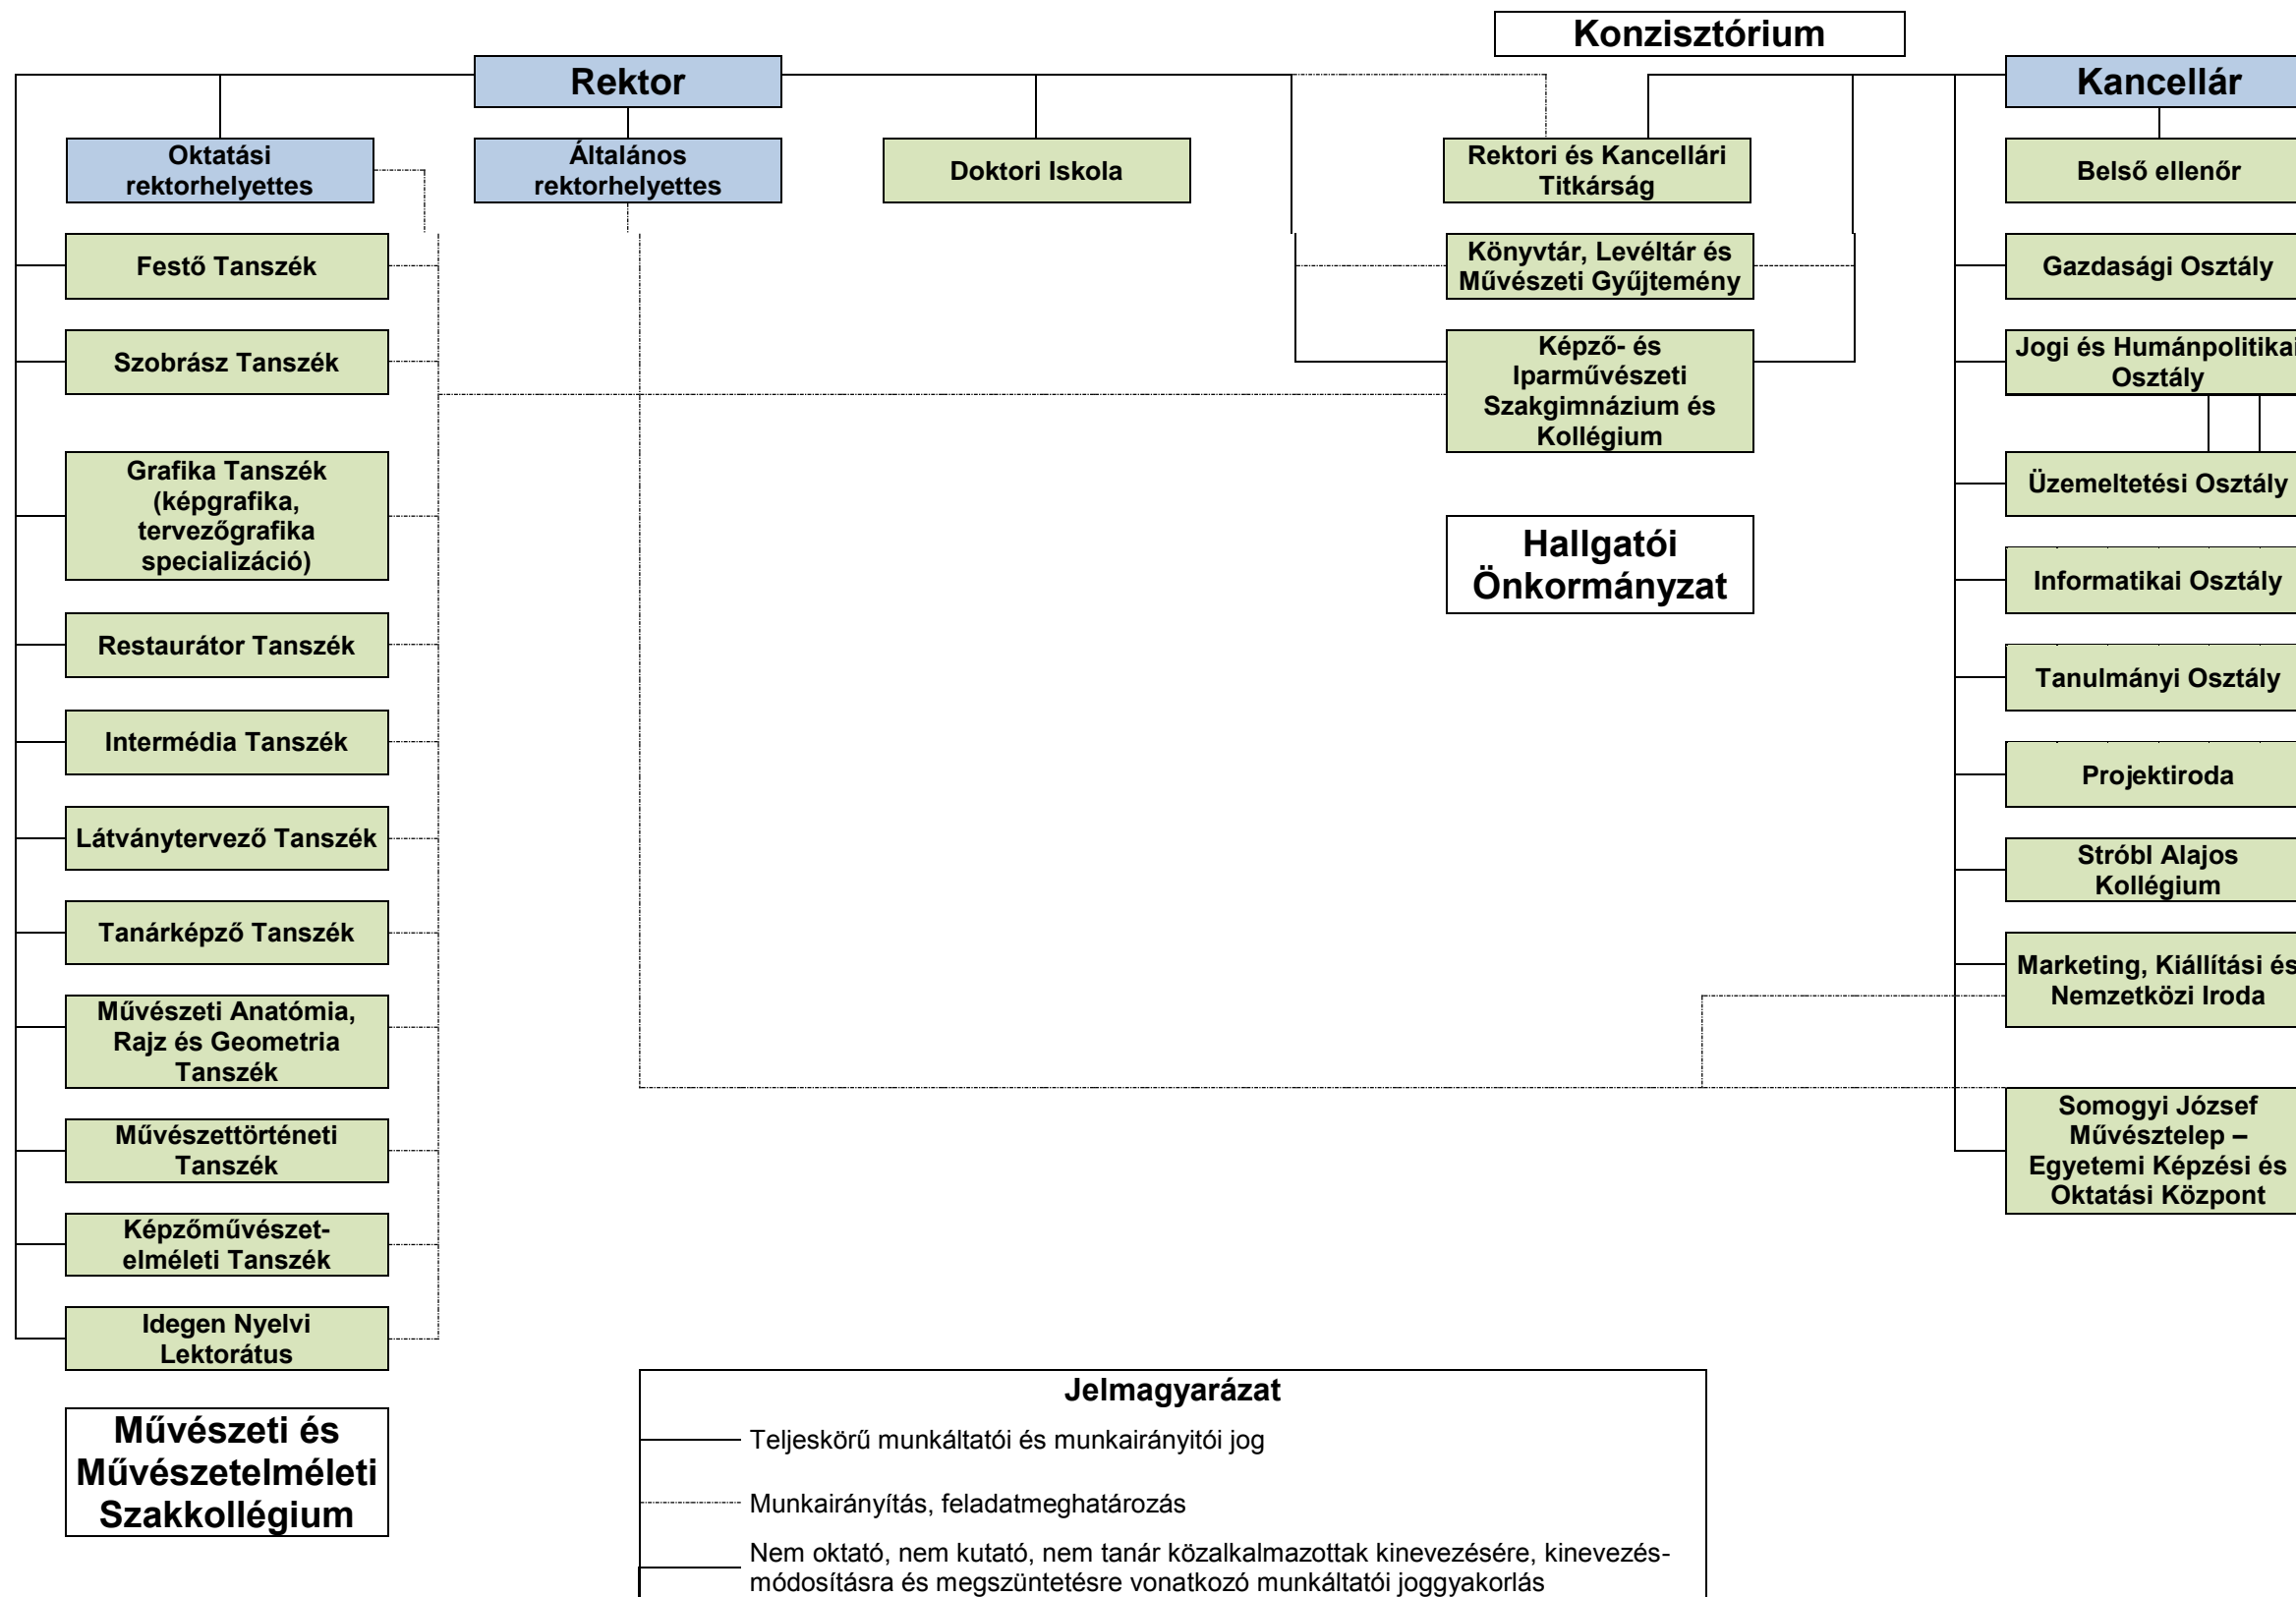 Konzisztórium
Rektor
Kancellár
Oktatási
rektorhelyettes
Általános
rektorhelyettes
Doktori Iskola
Rektori és Kancellári
Titkárság
Belső ellenőr
Festő Tanszék
Könyvtár, Levéltár és
Művészeti Gyűjtemény
Gazdasági Osztály
Szobrász Tanszék
Képző- és
Iparművészeti
Szakgimnázium és
Kollégium
Jogi és Humánpolitikai
Osztály
Grafika Tanszék
(képgrafika,
tervezőgrafika
specializáció)
Üzemeltetési Osztály
Hallgatói
Önkormányzat
Informatikai Osztály
Restaurátor Tanszék
Tanulmányi Osztály
Intermédia Tanszék
Projektiroda
Látványtervező Tanszék
Stróbl Alajos
Kollégium
Tanárképző Tanszék
Marketing, Kiállítási és
Nemzetközi Iroda
Művészeti Anatómia,
Rajz és Geometria
Tanszék
Művészettörténeti
Tanszék
Somogyi József
Művésztelep –
Egyetemi Képzési és
Oktatási Központ
Képzőművészet-
elméleti Tanszék
Idegen Nyelvi
Lektorátus
Művészeti és
Művészetelméleti
Szakkollégium
Jelmagyarázat
Teljeskörű munkáltatói és munkairányitói jog
Munkairányítás, feladatmeghatározás
Nem oktató, nem kutató, nem tanár közalkalmazottak kinevezésére, kinevezés-
módosításra és megszüntetésre vonatkozó munkáltatói joggyakorlás